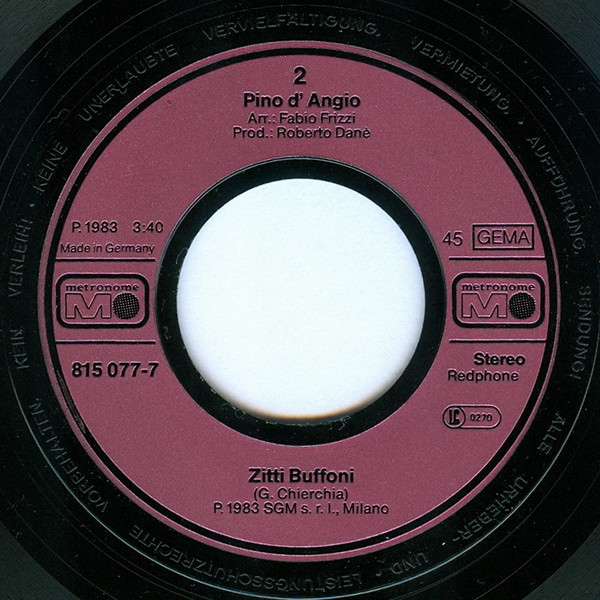 2
Pino d' Angio
Arr.: Fabio Frizzi
Prod.: Roberto Danè
P. 1983 3:40
Made in Germany
45 GEMA
metronome
M
metronome
M
815 077-7
Stereo
Redphone
LC 0270
Zitti Buffoni
(G. Chierchia)
P. 1983 SGM s. r. l., Milano
ALLE URHEBER- UND LEISTUNGSSCHUTZRECHTE VORBEHALTEN. KEIN VERLEIH! · KEINE UNERLAUBTE VERVIELFÄLTIGUNG, VERMIETUNG, AUFFÜHRUNG, SENDUNG!